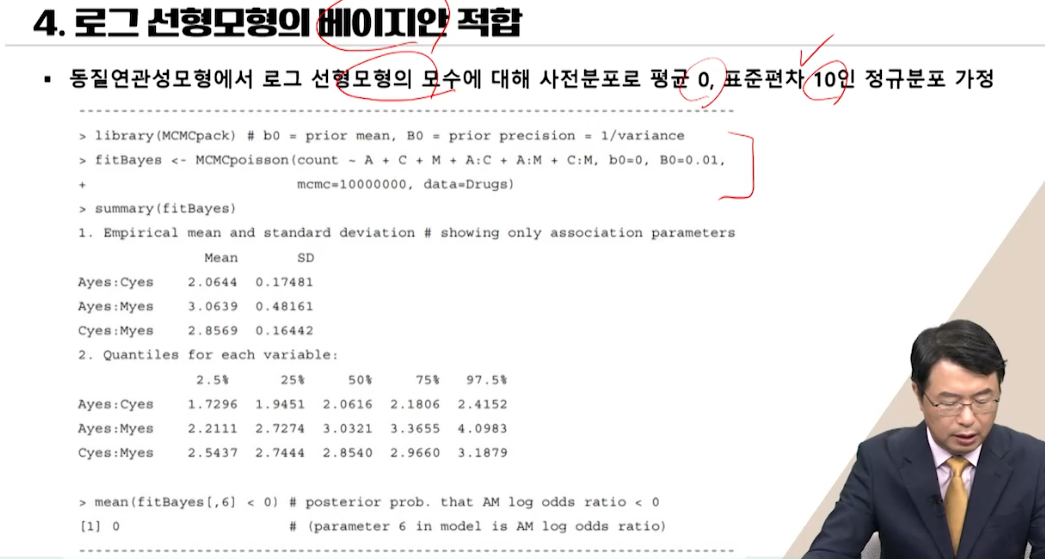 4. 로그 선형모형의 베이지안 적합
▪ 동질연관성모형에서 로그 선형모형의 모수에 대해 사전분포로 평균 0, 표준편차 10인 정규분포 가정
> library(MCMCpack) # b0 = prior mean, B0 = prior precision = 1/variance
> fitBayes <- MCMCpoisson(count ~ A + C + M + A:C + A:M + C:M, b0=0, B0=0.01,
+ mcmc=10000000, data=Drugs)
> summary(fitBayes)
1. Empirical mean and standard deviation # showing only association parameters
Mean SD
Ayes:Cyes 2.0644 0.17481
Ayes:Myes 3.0639 0.48161
Cyes:Myes 2.8569 0.16442
2. Quantiles for each variable:
2.5% 25% 50% 75% 97.5%
Ayes:Cyes 1.7296 1.9451 2.0616 2.1806 2.4152
Ayes:Myes 2.2111 2.7274 3.0321 3.3655 4.0983
Cyes:Myes 2.5437 2.7444 2.8540 2.9660 3.1879
> mean(fitBayes[,6] < 0) # posterior prob. that AM log odds ratio < 0
[1] 0 # (parameter 6 in model is AM log odds ratio)